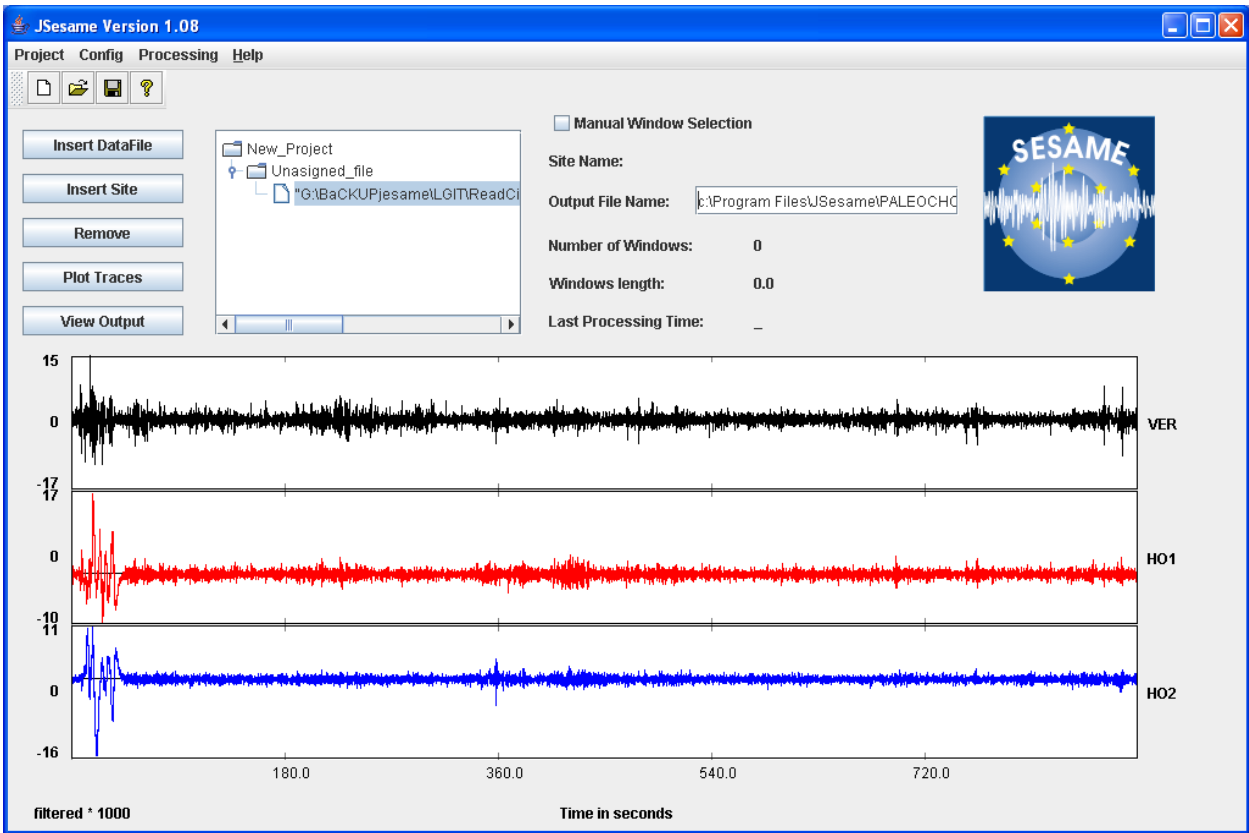 JSesame Version 1.08
Project Config Processing Help
Insert DataFile
Insert Site
Remove
Plot Traces
View Output
New_Project
Unasigned_file
"G:\BaCKUPjesame\LGIT\ReadCi
Manual Window Selection
Site Name:
Output File Name: c:\Program Files\JSesame\PALEOCHO
Number of Windows: 0
Windows length: 0.0
Last Processing Time: _
SESAME
15
0
-17
VER
17
0
-10
HO1
11
0
-16
HO2
180.0 360.0 540.0 720.0
filtered * 1000 Time in seconds